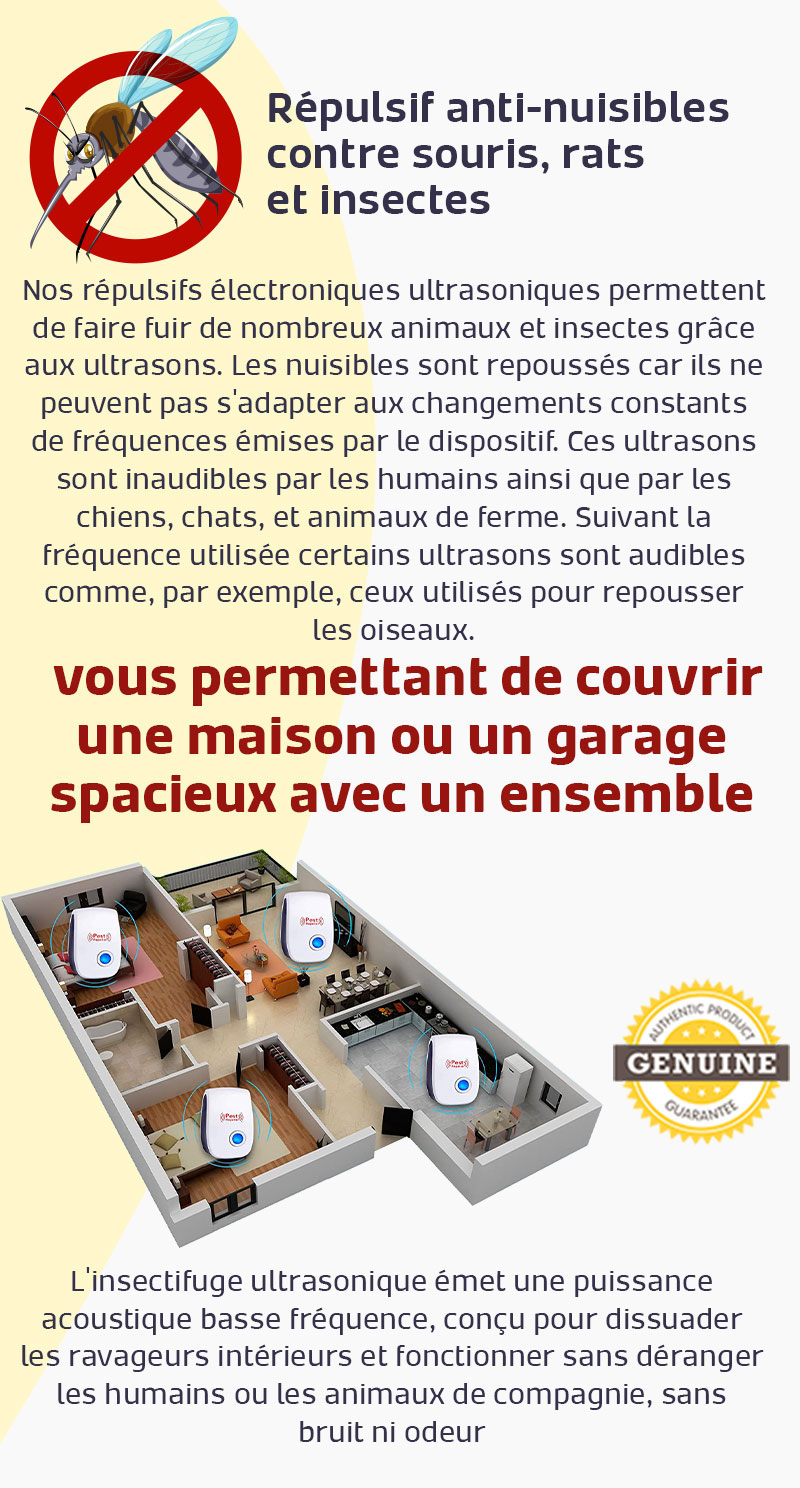 Répulsif anti-nuisibles
contre souris, rats
et insectes
Nos répulsifs électroniques ultrasoniques permettent
de faire fuir de nombreux animaux et insectes grâce
aux ultrasons. Les nuisibles sont repoussés car ils ne
peuvent pas s'adapter aux changements constants
de fréquences émises par le dispositif. Ces ultrasons
sont inaudibles par les humains ainsi que par les
chiens, chats, et animaux de ferme. Suivant la
fréquence utilisée certains ultrasons sont audibles
comme, par exemple, ceux utilisés pour repousser
les oiseaux.
vous permettant de couvrir
une maison ou un garage
spacieux avec un ensemble
Pest
Repeller
Pest
Repeller
Pest
Repeller
Pest
Repeller
AUTHENTIC PRODUCT
GENUINE
GUARANTEE
L'insectifuge ultrasonique émet une puissance
acoustique basse fréquence, conçu pour dissuader
les ravageurs intérieurs et fonctionner sans déranger
les humains ou les animaux de compagnie, sans
bruit ni odeur